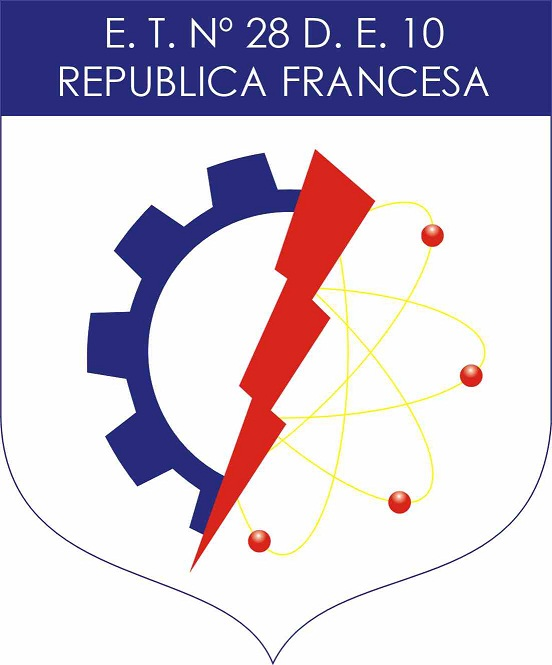 E. T. Nº 28 D. E. 10
REPUBLICA FRANCESA